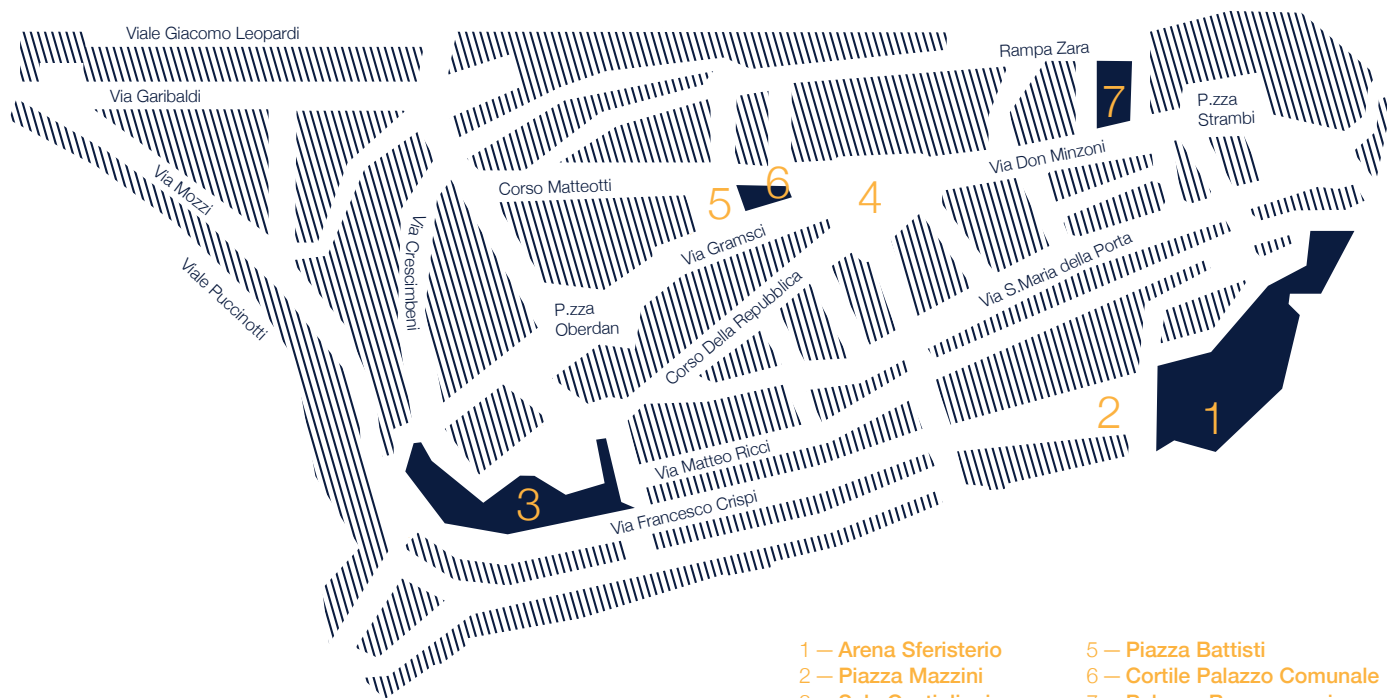 Viale Giacomo Leopardi
Rampa Zara
Via Garibaldi
7
P.zza
Strambi
Via Don Minzoni
Via Mozzi
Corso Matteotti
6
5
4
Via Crescimbeni
Via Gramsci
Via S.Maria della Porta
Viale Puccinotti
P.zza
Oberdan
Corso Della Repubblica
2
1
Via Matteo Ricci
3
Via Francesco Crispi
1 — Arena Sferisterio
2 — Piazza Mazzini
5 — Piazza Battisti
6 — Cortile Palazzo Comunale